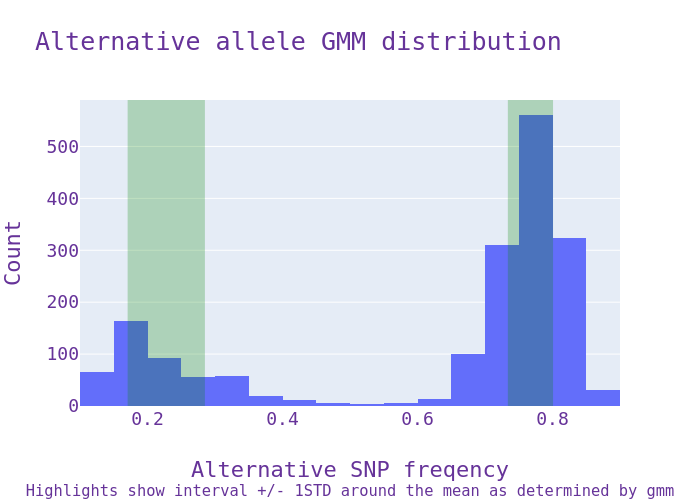 Alternative allele GMM distribution
Count
500
400
300
200
100
0
0.2 0.4 0.6 0.8
Alternative SNP freqency
Highlights show interval +/- 1STD around the mean as determined by gmm